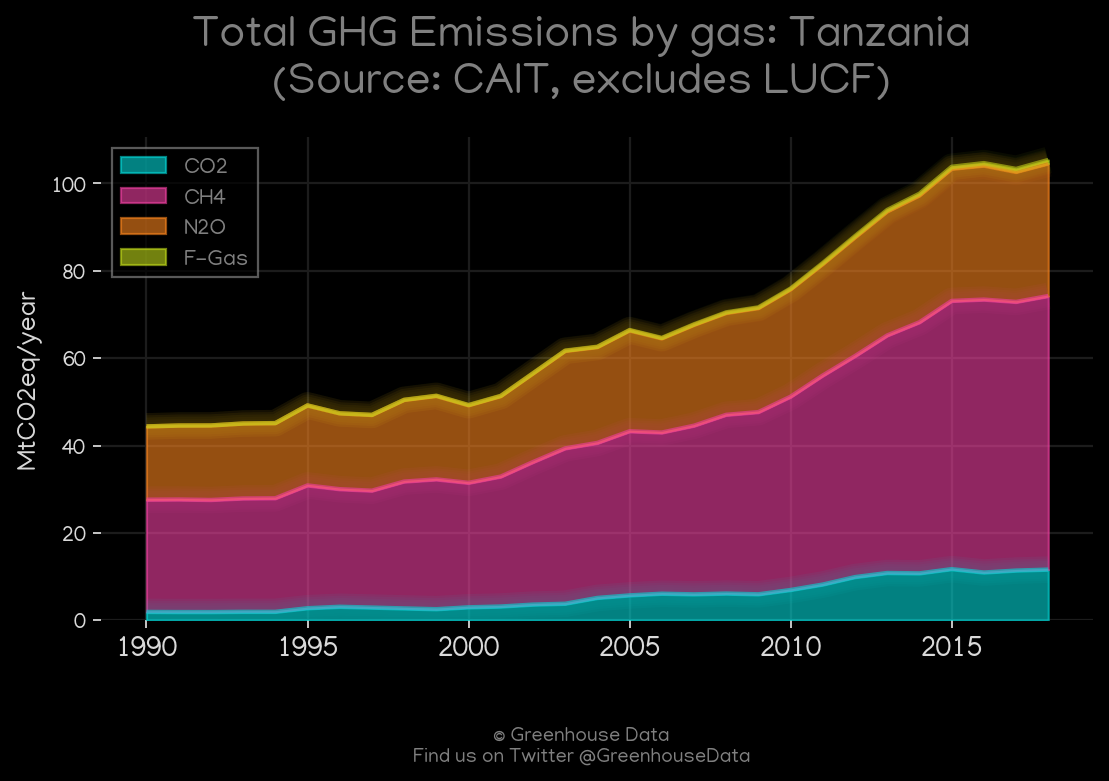 Total GHG Emissions by gas: Tanzania
(Source: CAIT, excludes LUCF)
CO2
CH4
N2O
F-Gas
MtCO2eq/year
100
80
60
40
20
0
1990 1995 2000 2005 2010 2015
© Greenhouse Data
Find us on Twitter @GreenhouseData